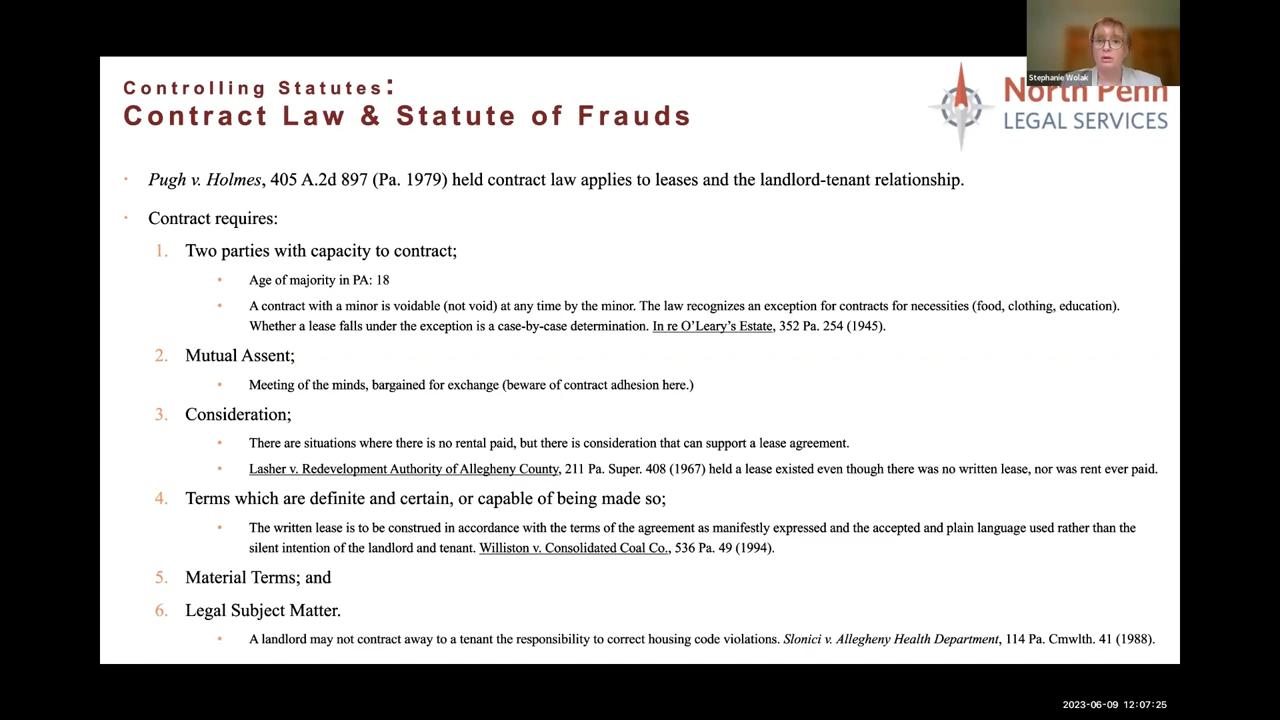 Stephanie Wolak
Controlling Statutes:
Contract Law & Statute of Frauds
North Penn
LEGAL SERVICES
• Pugh v. Holmes, 405 A.2d 897 (Pa. 1979) held contract law applies to leases and the landlord-tenant relationship.
• Contract requires:
1. Two parties with capacity to contract;
• Age of majority in PA: 18
• A contract with a minor is voidable (not void) at any time by the minor. The law recognizes an exception for contracts for necessities (food, clothing, education).
Whether a lease falls under the exception is a case-by-case determination. In re O’Leary’s Estate, 352 Pa. 254 (1945).
2. Mutual Assent;
• Meeting of the minds, bargained for exchange (beware of contract adhesion here.)
3. Consideration;
• There are situations where there is no rental paid, but there is consideration that can support a lease agreement.
• Lasher v. Redevelopment Authority of Allegheny County, 211 Pa. Super. 408 (1967) held a lease existed even though there was no written lease, nor was rent ever paid.
4. Terms which are definite and certain, or capable of being made so;
• The written lease is to be construed in accordance with the terms of the agreement as manifestly expressed and the accepted and plain language used rather than the
silent intention of the landlord and tenant. Williston v. Consolidated Coal Co., 536 Pa. 49 (1994).
5. Material Terms; and
6. Legal Subject Matter.
• A landlord may not contract away to a tenant the responsibility to correct housing code violations. Slonici v. Allegheny Health Department, 114 Pa. Cmwlth. 41 (1988).
2023-06-09 12:07:25